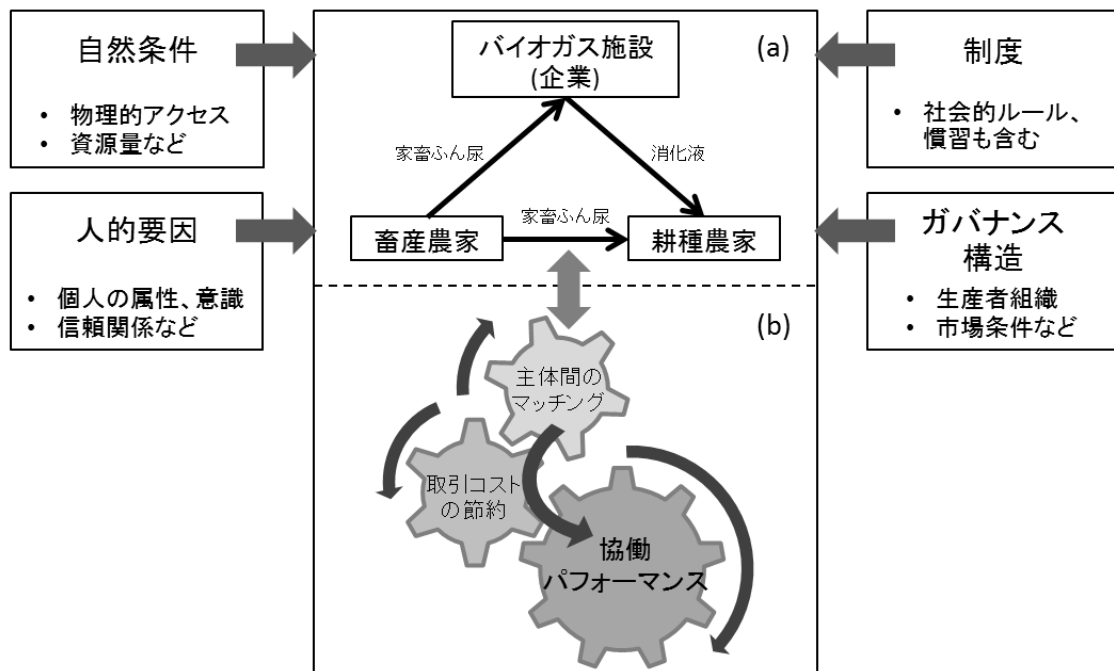 自然条件
• 物理的アクセス
• 資源量など
人的要因
• 個人の属性、意識
• 信頼関係など
(a)
バイオガス施設
(企業)
家畜ふん尿
消化液
家畜ふん尿
畜産農家
耕種農家
(b)
主体間の
マッチング
取引コスト
の節約
協働
パフォーマンス
制度
• 社会的ルール、
慣習も含む
ガバナンス
構造
• 生産者組織
• 市場条件など